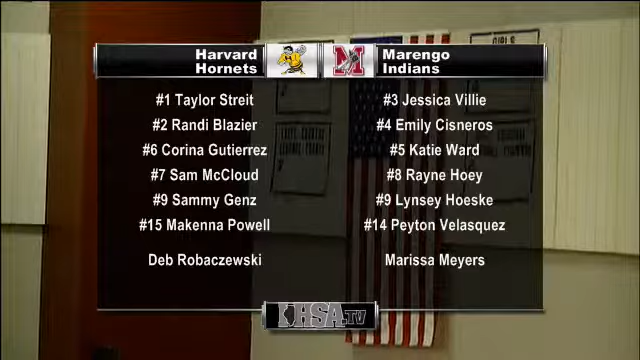 Harvard
Hornets
M
Marengo
Indians
#1 Taylor Streit
#2 Randi Blazier
#6 Corina Gutierrez
#7 Sam McCloud
#9 Sammy Genz
#15 Makenna Powell
Deb Robaczewski
#3 Jessica Villie
#4 Emily Cisneros
#5 Katie Ward
#8 Rayne Hoey
#9 Lynsey Hoeske
#14 Peyton Velasquez
Marissa Meyers
IHSA.TV
GIRLS